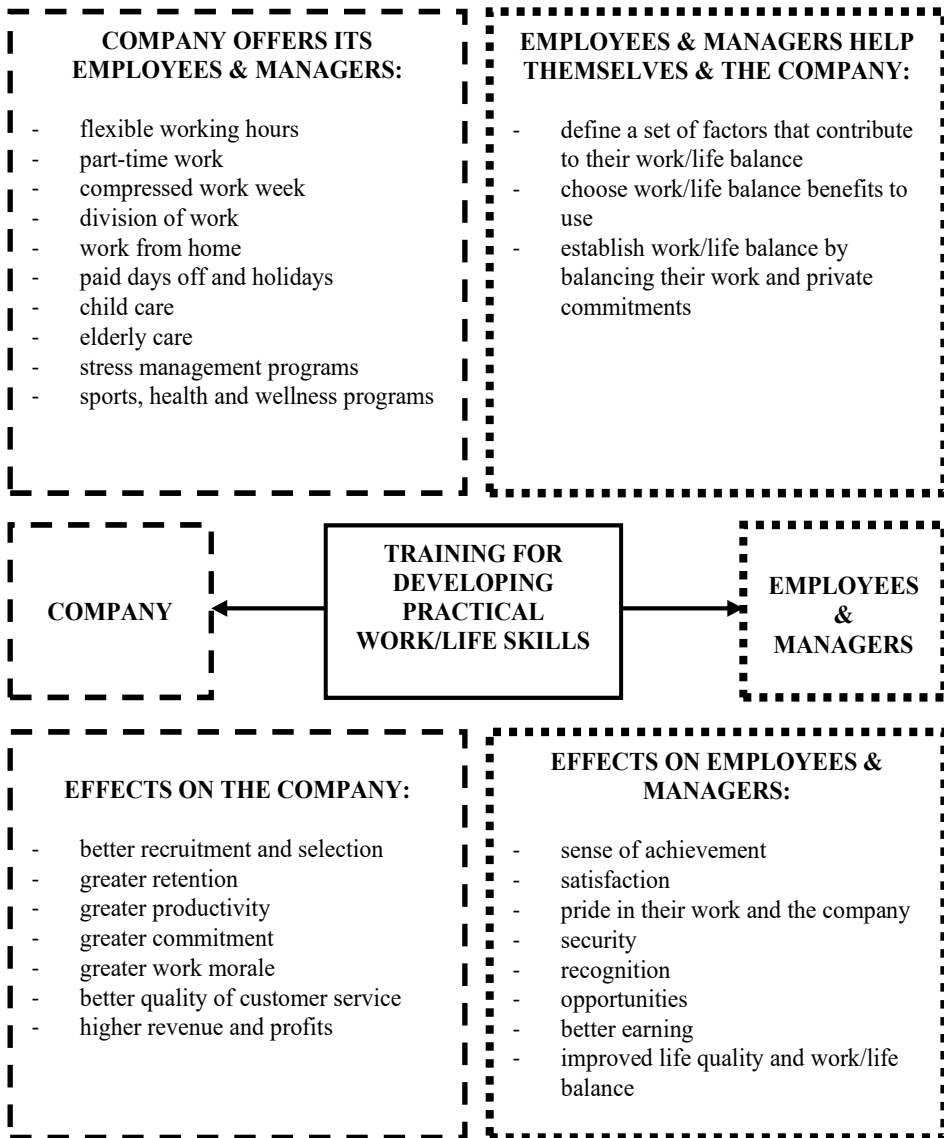 COMPANY OFFERS ITS
EMPLOYEES & MANAGERS:
- flexible working hours
- part-time work
- compressed work week
- division of work
- work from home
- paid days off and holidays
- child care
- elderly care
- stress management programs
- sports, health and wellness programs
EMPLOYEES & MANAGERS HELP
THEMSELVES & THE COMPANY:
- define a set of factors that contribute
to their work/life balance
- choose work/life balance benefits to
use
- establish work/life balance by
balancing their work and private
commitments
COMPANY
TRAINING FOR
DEVELOPING
PRACTICAL
WORK/LIFE SKILLS
EMPLOYEES
&
MANAGERS
EFFECTS ON THE COMPANY:
- better recruitment and selection
- greater retention
- greater productivity
- greater commitment
- greater work morale
- better quality of customer service
- higher revenue and profits
EFFECTS ON EMPLOYEES &
MANAGERS:
- sense of achievement
- satisfaction
- pride in their work and the company
- security
- recognition
- opportunities
- better earning
- improved life quality and work/life
balance